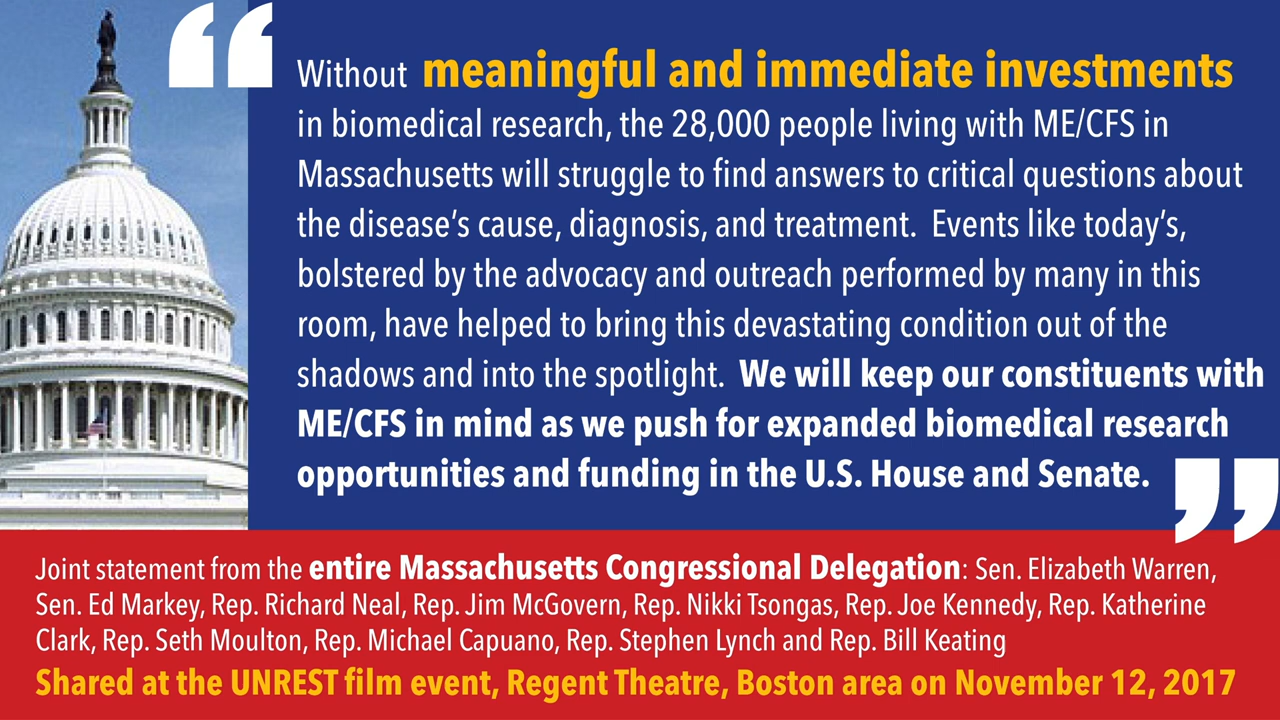 “
Without meaningful and immediate investments
in biomedical research, the 28,000 people living with ME/CFS in
Massachusetts will struggle to find answers to critical questions about
the disease’s cause, diagnosis, and treatment.  Events like today’s,
bolstered by the advocacy and outreach performed by many in this
room, have helped to bring this devastating condition out of the
shadows and into the spotlight.  We will keep our constituents with
ME/CFS in mind as we push for expanded biomedical research
opportunities and funding in the U.S. House and Senate.
”
Joint statement from the entire Massachusetts Congressional Delegation: Sen. Elizabeth Warren,
Sen. Ed Markey, Rep. Richard Neal, Rep. Jim McGovern, Rep. Nikki Tsongas, Rep. Joe Kennedy, Rep. Katherine
Clark, Rep. Seth Moulton, Rep. Michael Capuano, Rep. Stephen Lynch and Rep. Bill Keating
Shared at the UNREST film event, Regent Theatre, Boston area on November 12, 2017